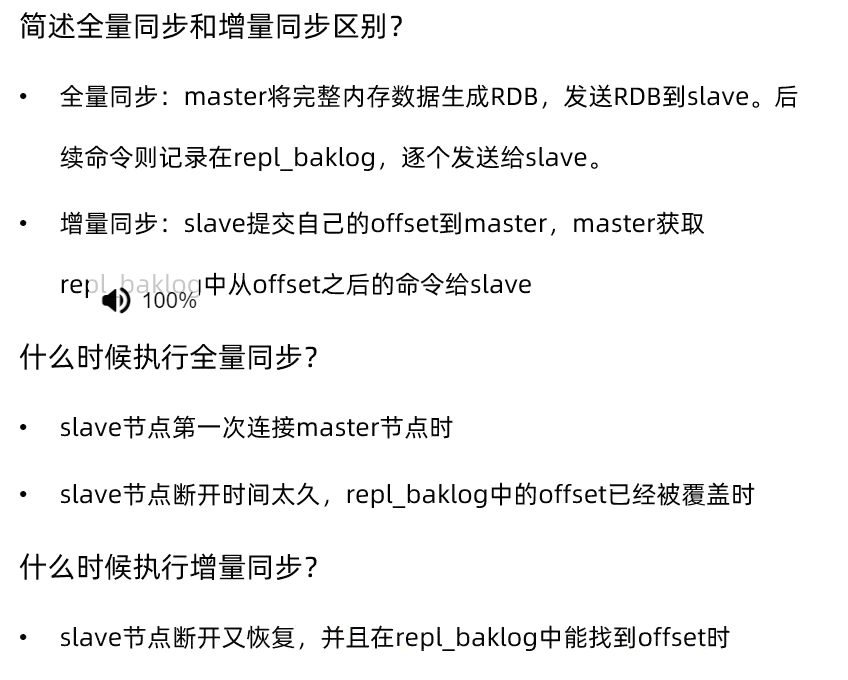 简述全量同步和增量同步区别？
• 全量同步：master将完整内存数据生成RDB，发送RDB到slave。后
续命令则记录在repl_baklog，逐个发送给slave。
• 增量同步：slave提交自己的offset到master，master获取
repl_baklog中从offset之后的命令给slave
100%
什么时候执行全量同步？
• slave节点第一次连接master节点时
• slave节点断开时间太久，repl_baklog中的offset已经被覆盖时
什么时候执行增量同步？
• slave节点断开又恢复，并且在repl_baklog中能找到offset时